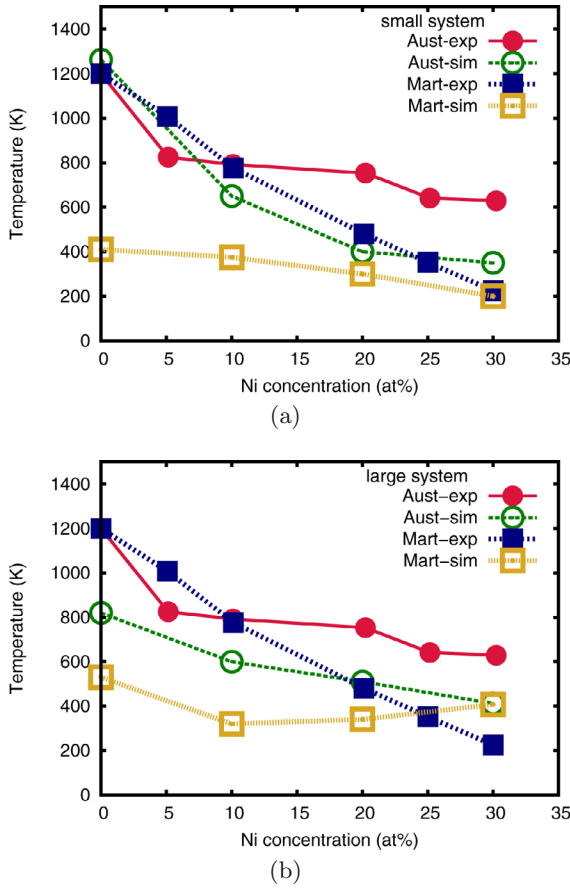 small system
Aust-exp
Aust-sim
Mart-exp
Mart-sim
Temperature (K)
1400
1200
1000
800
600
400
200
0
0 5 10 15 20 25 30 35
Ni concentration (at%)
(a)
large system
Aust−exp
Aust−sim
Mart−exp
Mart−sim
Temperature (K)
1400
1200
1000
800
600
400
200
0
0 5 10 15 20 25 30 35
Ni concentration (at%)
(b)